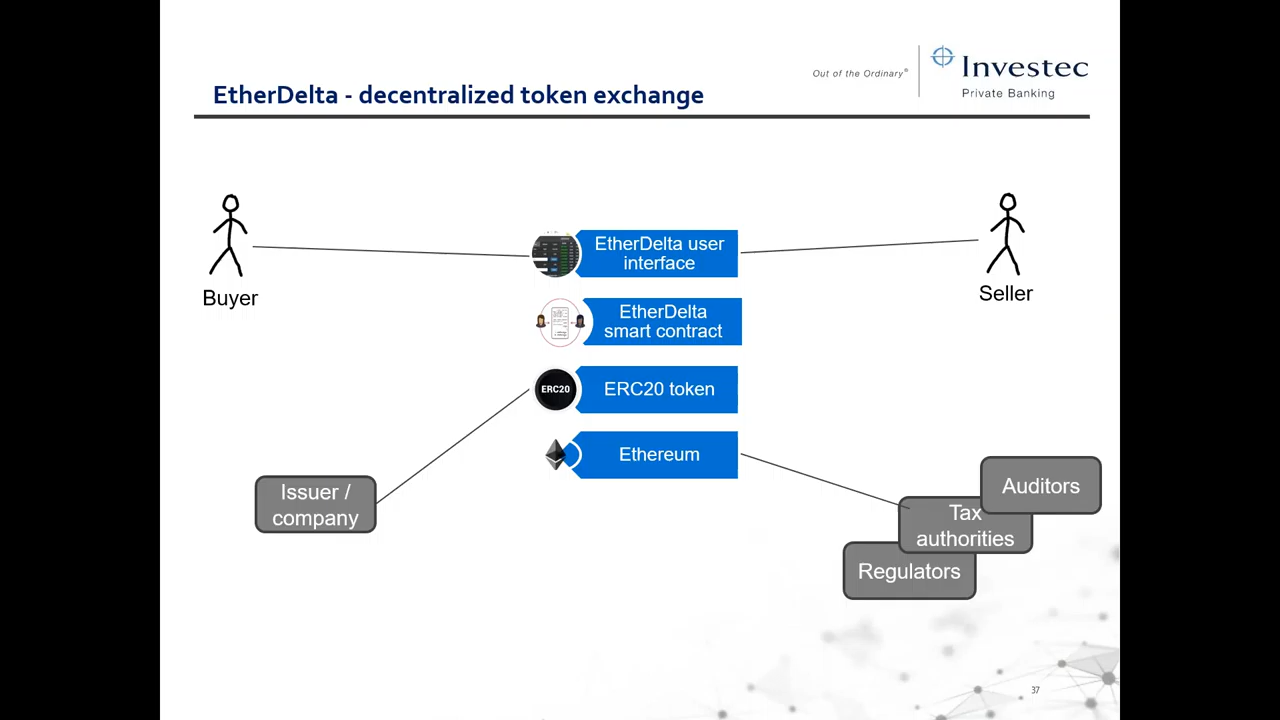 Out of the Ordinary®
Investec
Private Banking
EtherDelta - decentralized token exchange
EtherDelta user
interface
Buyer
Seller
EtherDelta
smart contract
ERC20
ERC20 token
Ethereum
Issuer /
company
Auditors
Tax
authorities
Regulators
37